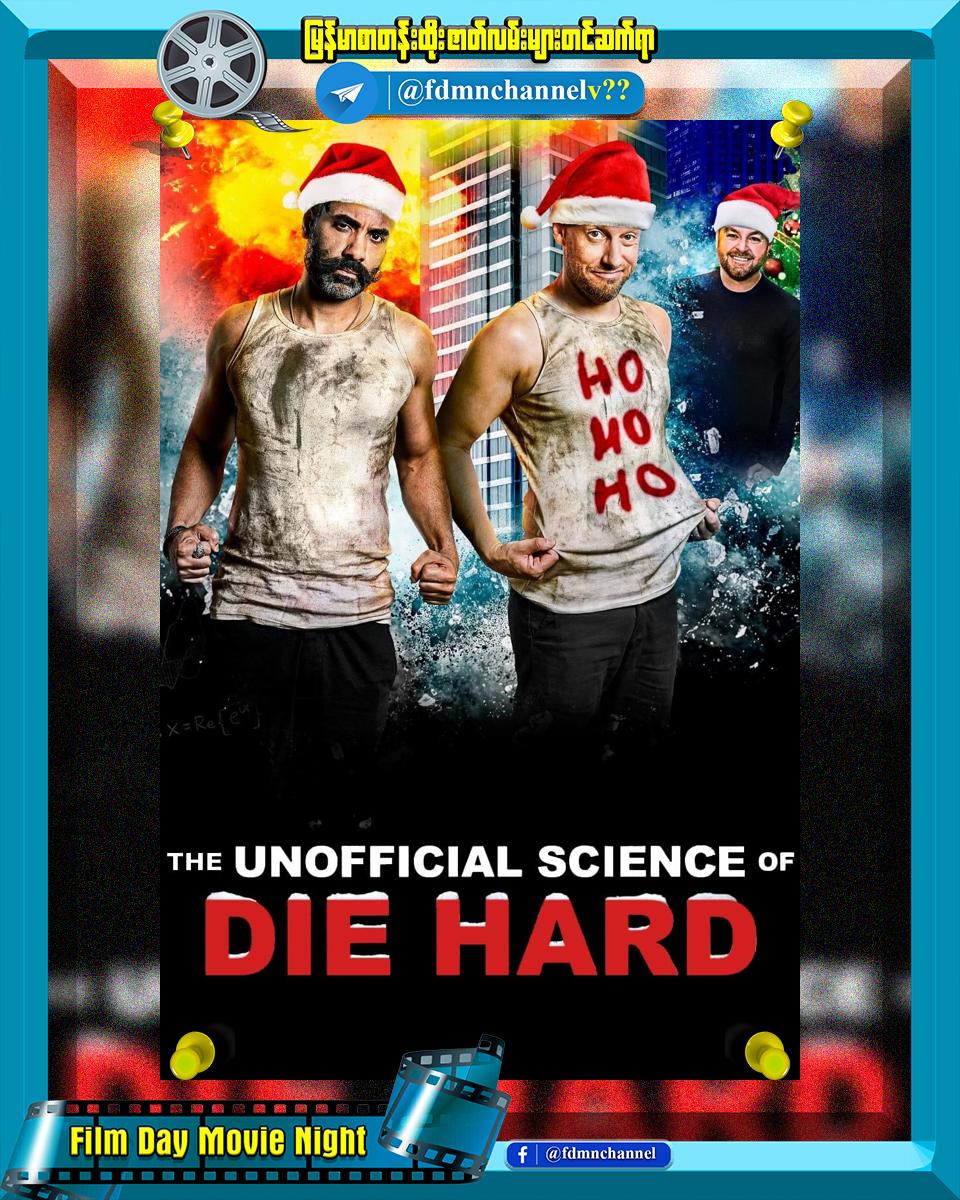 မြန်မာစာတန်းထိုးဇာတ်လမ်းများတင်ဆက်ရာ
@fdmnchannelv??
HO
HO
HO
x=Re{e
THE UNOFFICIAL SCIENCE OF
DIE HARD
Film Day Movie Night
@fdmnchannel